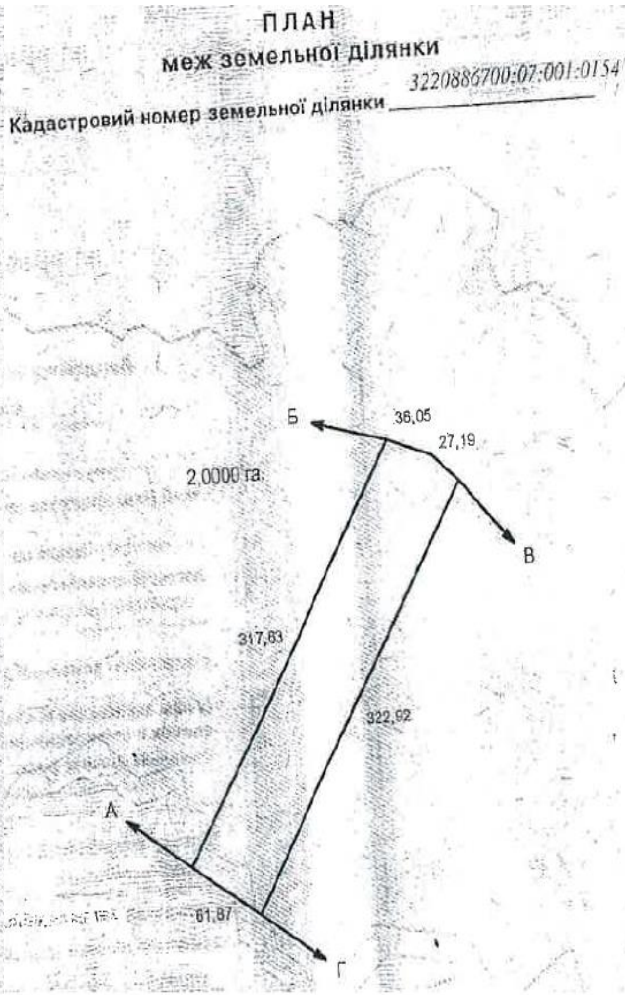 ПЛАН
меж земельної ділянки
3220886700:07:001:0154
Кадастровий номер земельної ділянки
Б
36,05
27,19
2,0000 га
В
317,63
322,92
А
61,87
Г